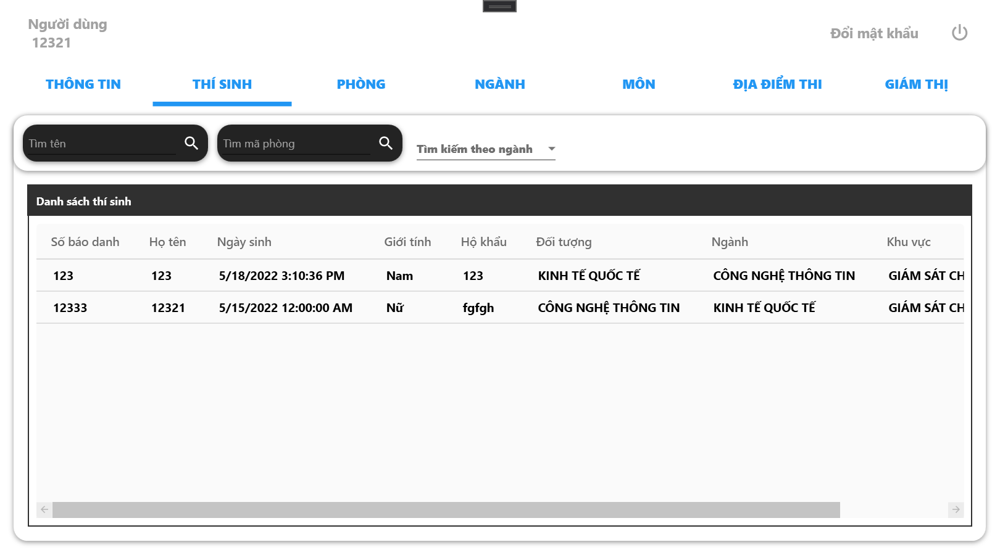 Người dùng
12321
Đổi mật khẩu
THÔNG TIN THÍ SINH PHÒNG NGÀNH MÔN ĐỊA ĐIỂM THI GIÁM THỊ
Tìm tên Tìm mã phòng Tìm kiếm theo ngành
Danh sách thí sinh
Số báo danh Họ tên Ngày sinh Giới tính Hộ khẩu Đối tượng Ngành Khu vực
123 123 5/18/2022 3:10:36 PM Nam 123 KINH TẾ QUỐC TẾ CÔNG NGHỆ THÔNG TIN GIÁM SÁT CH
12333 12321 5/15/2022 12:00:00 AM Nữ fgfgh CÔNG NGHỆ THÔNG TIN KINH TẾ QUỐC TẾ GIÁM SÁT CH